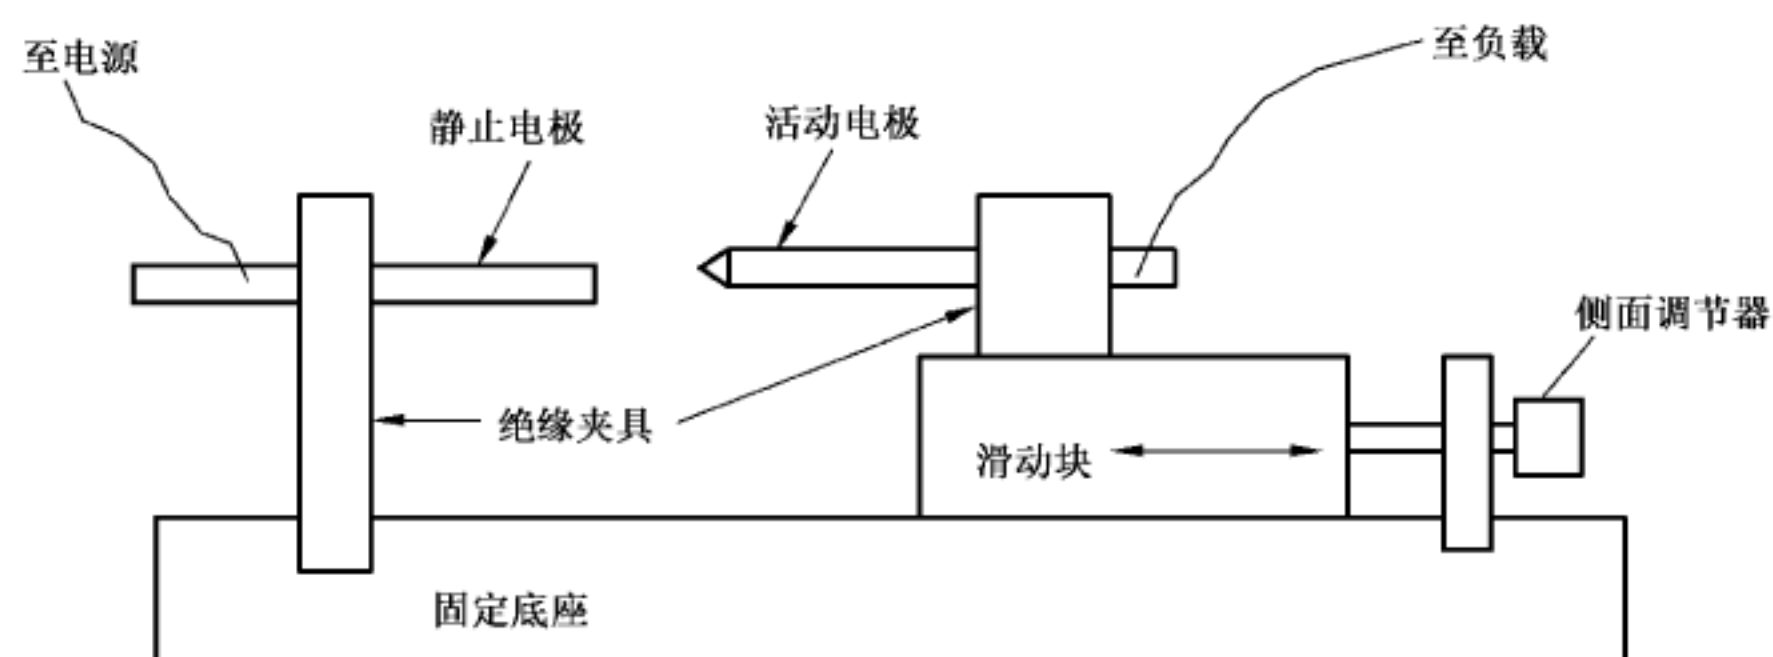 至电源
至负载
静止电极
活动电极
侧面调节器
绝缘夹具
滑动块
固定底座